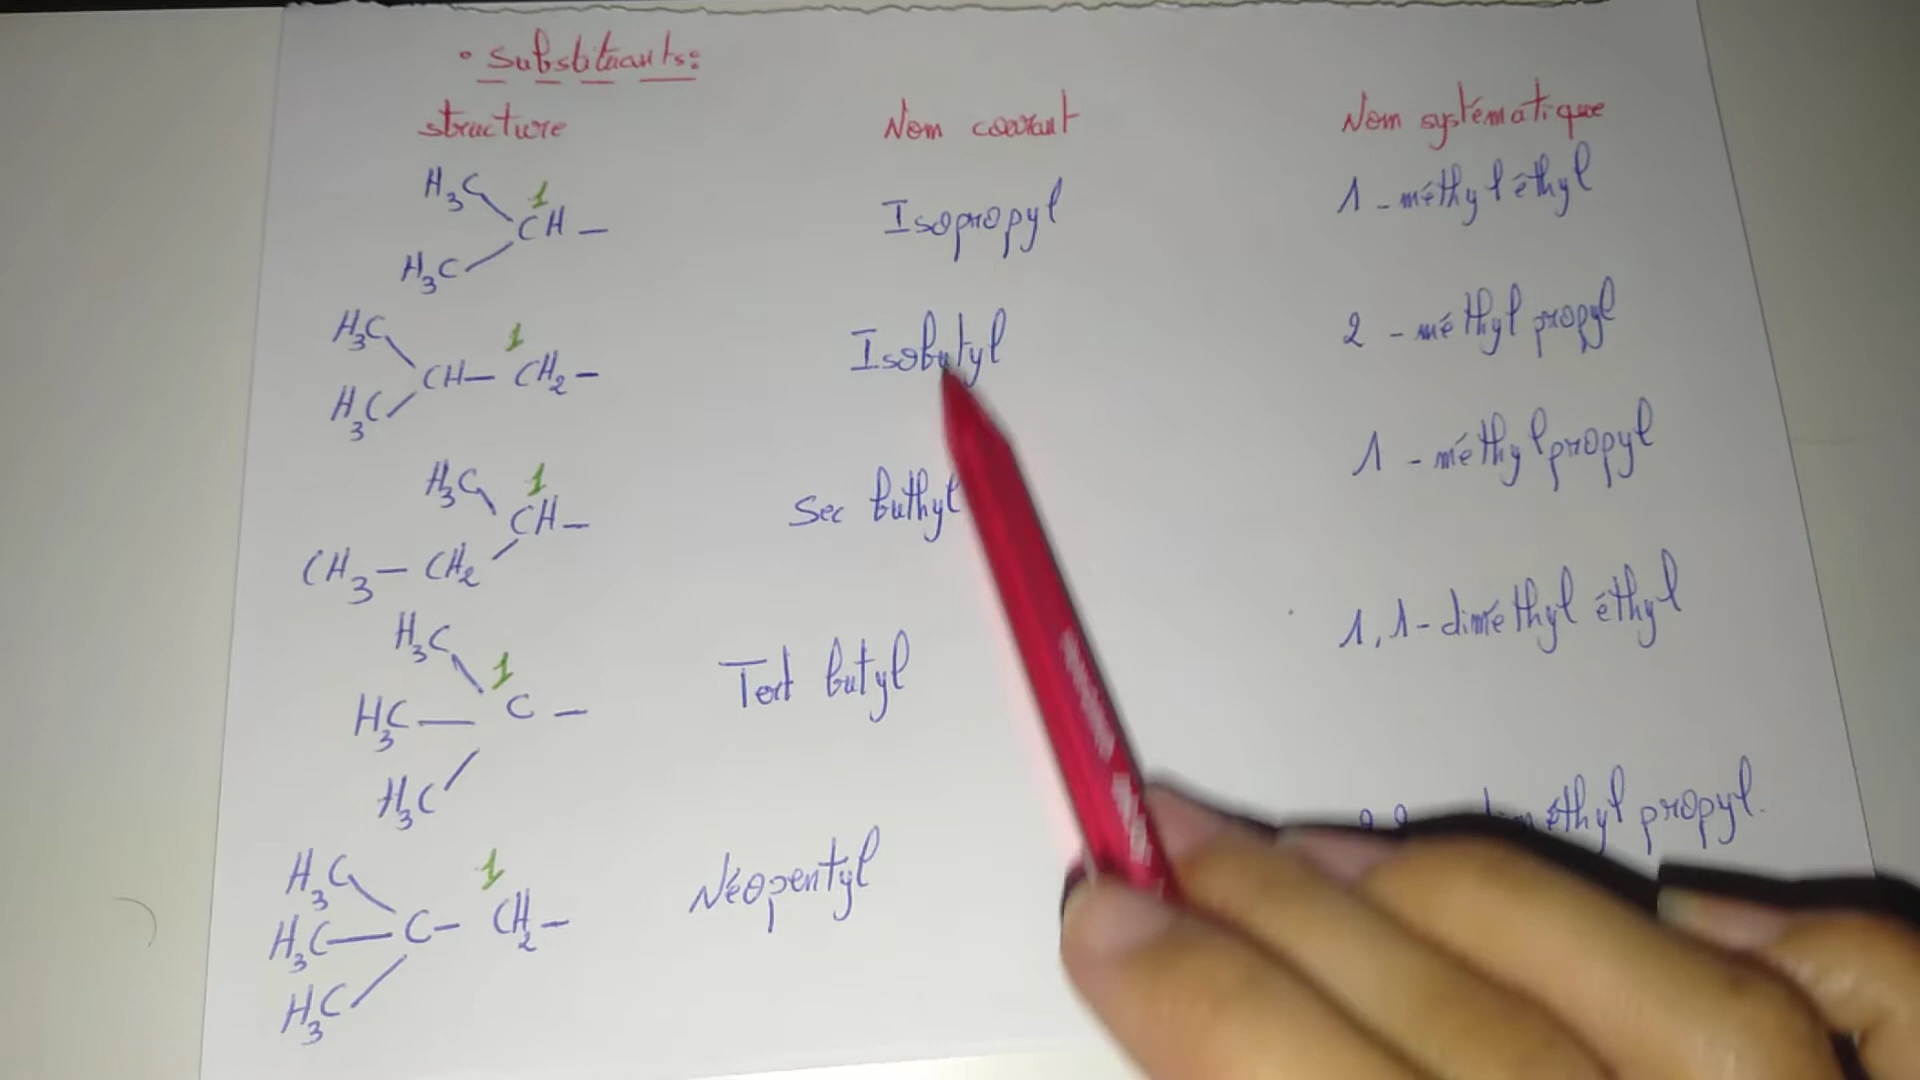 • Substituants:
structure Nom courant Nom systématique
H3C
1
CH –
H3C
Isopropyl
1 - méthyl éthyl
H3C
1
CH – CH2 –
H3C
Isobutyl
2 - méthyl propyl
H3C
1
CH –
CH3 – CH2
Sec buthyl
1 - méthyl propyl
H3C
1
H3C — C –
H3C
Tert butyl
1,1- diméthyl éthyl
H3C
1
H3C — C – CH2 –
H3C
Néopentyl
méthyl propyl.